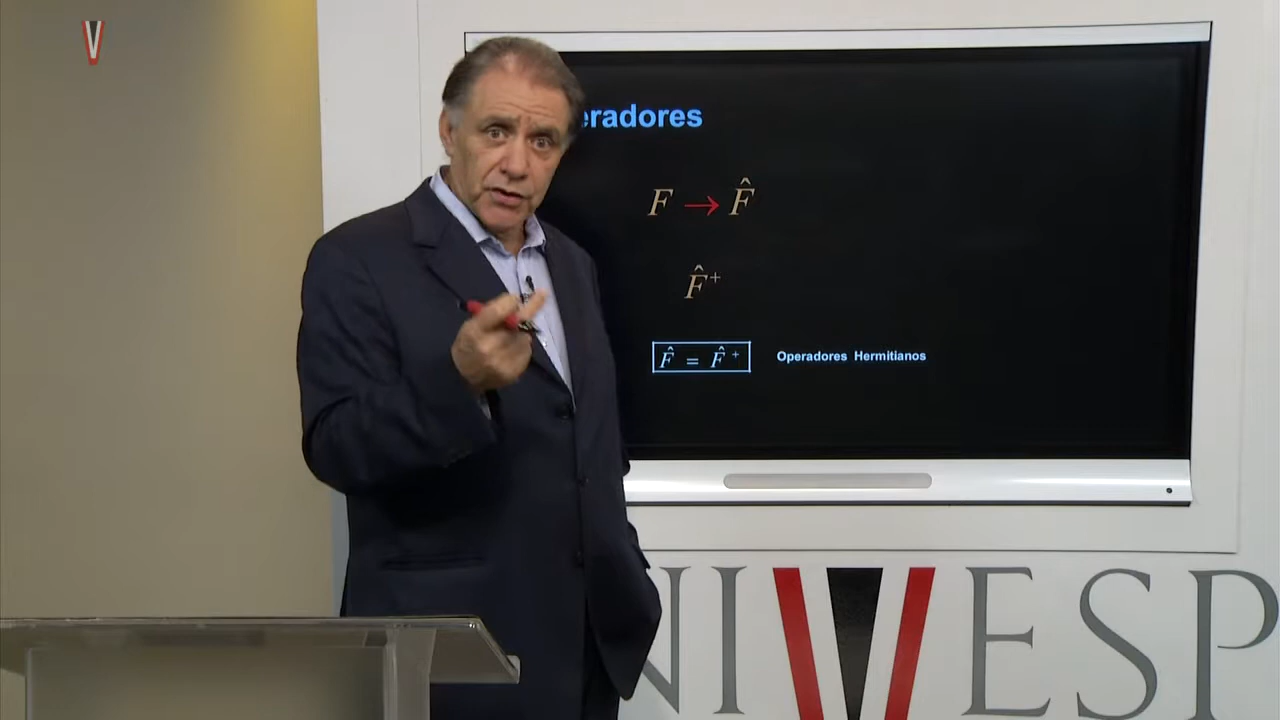 eradores
F → F̂
F̂⁺
F̂ = F̂⁺ Operadores Hermitianos
NIVESP